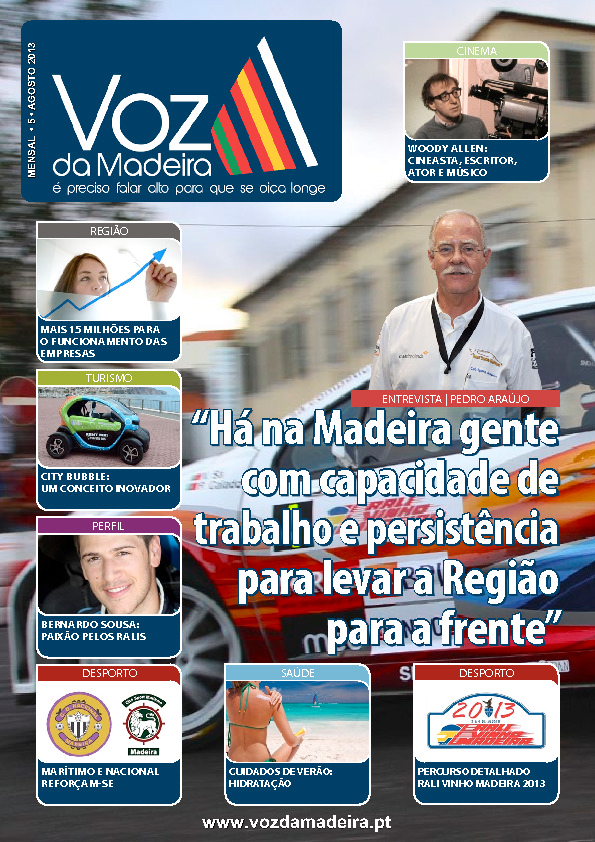 MENSAL • 5 • AGOSTO 2013
Voz
da Madeira
é preciso falar alto para que se oiça longe
CINEMA
WOODY ALLEN:
CINEASTA, ESCRITOR,
ATOR E MÚSICO
REGIÃO
MAIS 15 MILHÕES PARA
O FUNCIONAMENTO DAS
EMPRESAS
TURISMO
CITY BUBBLE:
UM CONCEITO INOVADOR
PERFIL
BERNARDO SOUSA:
PAIXÃO PELOS RALIS
ENTREVISTA | PEDRO ARAÚJO
“Há na Madeira gente
com capacidade de
trabalho e persistência
para levar a Região
para a frente”
DESPORTO
Madeira
MARÍTIMO E NACIONAL
REFORÇAM-SE
SAÚDE
CUIDADOS DE VERÃO:
HIDRATAÇÃO
DESPORTO
2013
RALIE
VINHO
MADEIRA
PERCURSO DETALHADO
RALI VINHO MADEIRA 2013
www.vozdamadeira.pt